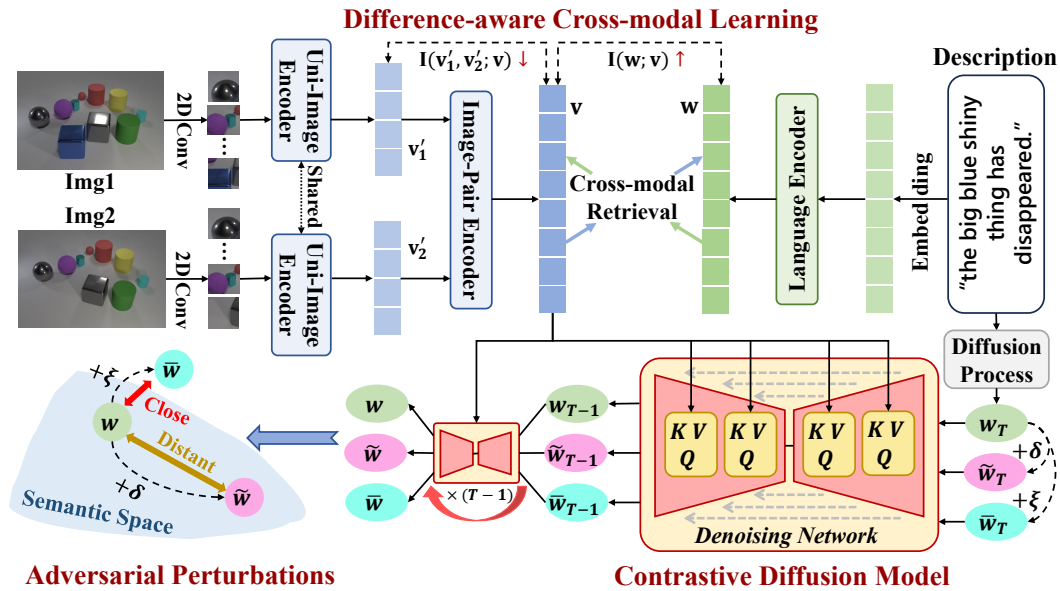 Difference-aware Cross-modal Learning
Img1
2D Conv
...
Uni-Image
Encoder
v′₁
I(v′₁, v′₂; v) ↓
I(w; v) ↑
Shared
Img2
2D Conv
...
Uni-Image
Encoder
v′₂
Image-Pair Encoder
v
Cross-modal
Retrieval
w
Language Encoder
Embedding
Description
"the big blue shiny
thing has
disappeared."
Diffusion
Process
w_T
+δ
w̃_T
+ξ
w̄_T
K V
Q
K V
Q
K V
Q
K V
Q
Denoising Network
w_{T−1}
w̃_{T−1}
w̄_{T−1}
× (T−1)
w
w̃
w̄
+ξ
w̄
Close
w
Distant
+δ
w̃
Semantic Space
Adversarial Perturbations
Contrastive Diffusion Model